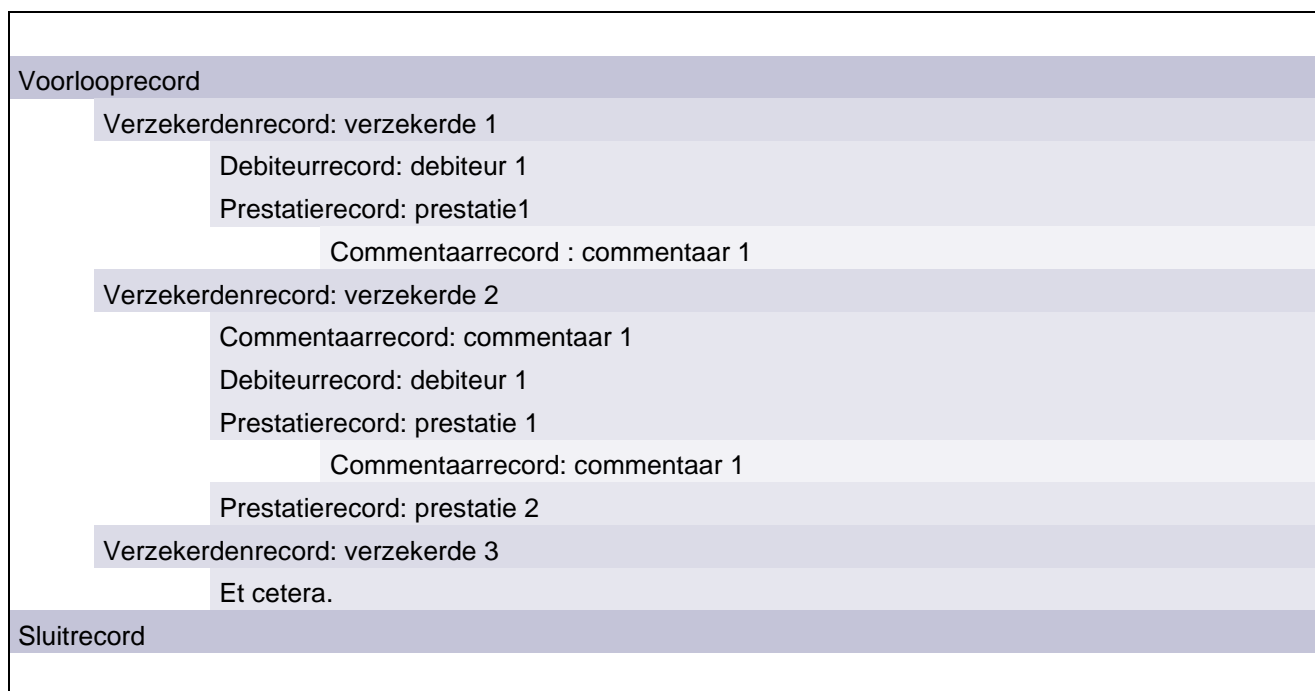 Voorlooprecord
Verzekerdenrecord: verzekerde 1
Debiteurrecord: debiteur 1
Prestatierecord: prestatie1
Commentaarrecord : commentaar 1
Verzekerdenrecord: verzekerde 2
Commentaarrecord: commentaar 1
Debiteurrecord: debiteur 1
Prestatierecord: prestatie 1
Commentaarrecord: commentaar 1
Prestatierecord: prestatie 2
Verzekerdenrecord: verzekerde 3
Et cetera.
Sluitrecord